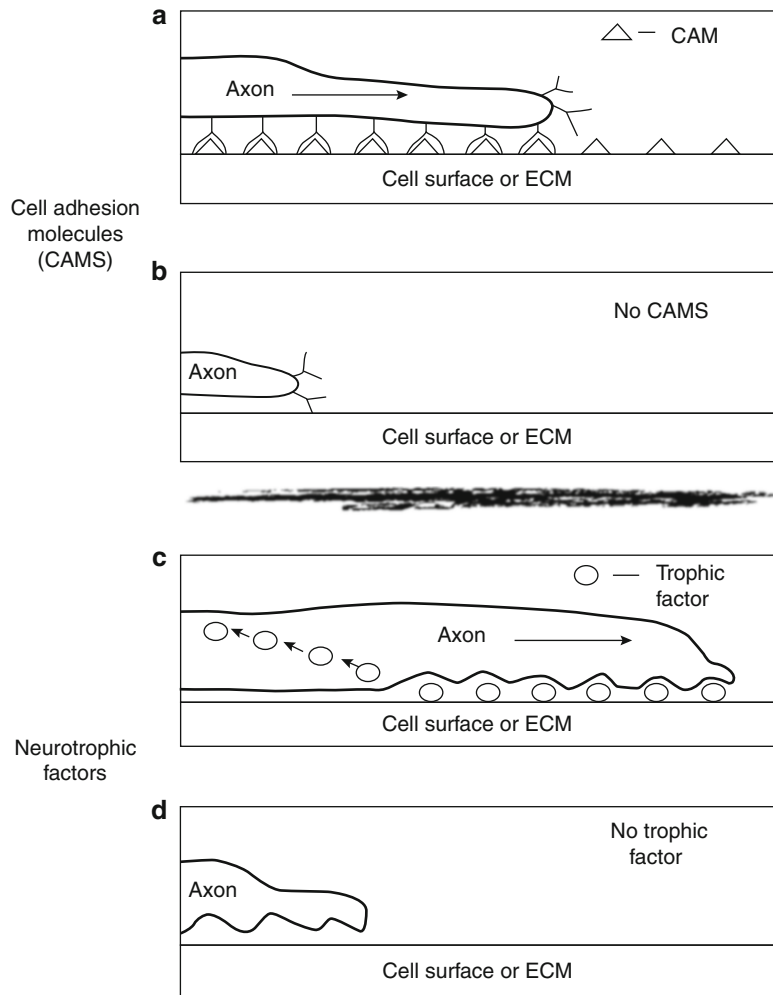 a
CAM
Axon
Cell surface or ECM
Cell adhesion
molecules
(CAMS)
b
No CAMS
Axon
Cell surface or ECM
c
Trophic
factor
Axon
Cell surface or ECM
Neurotrophic
factors
d
No trophic
factor
Axon
Cell surface or ECM